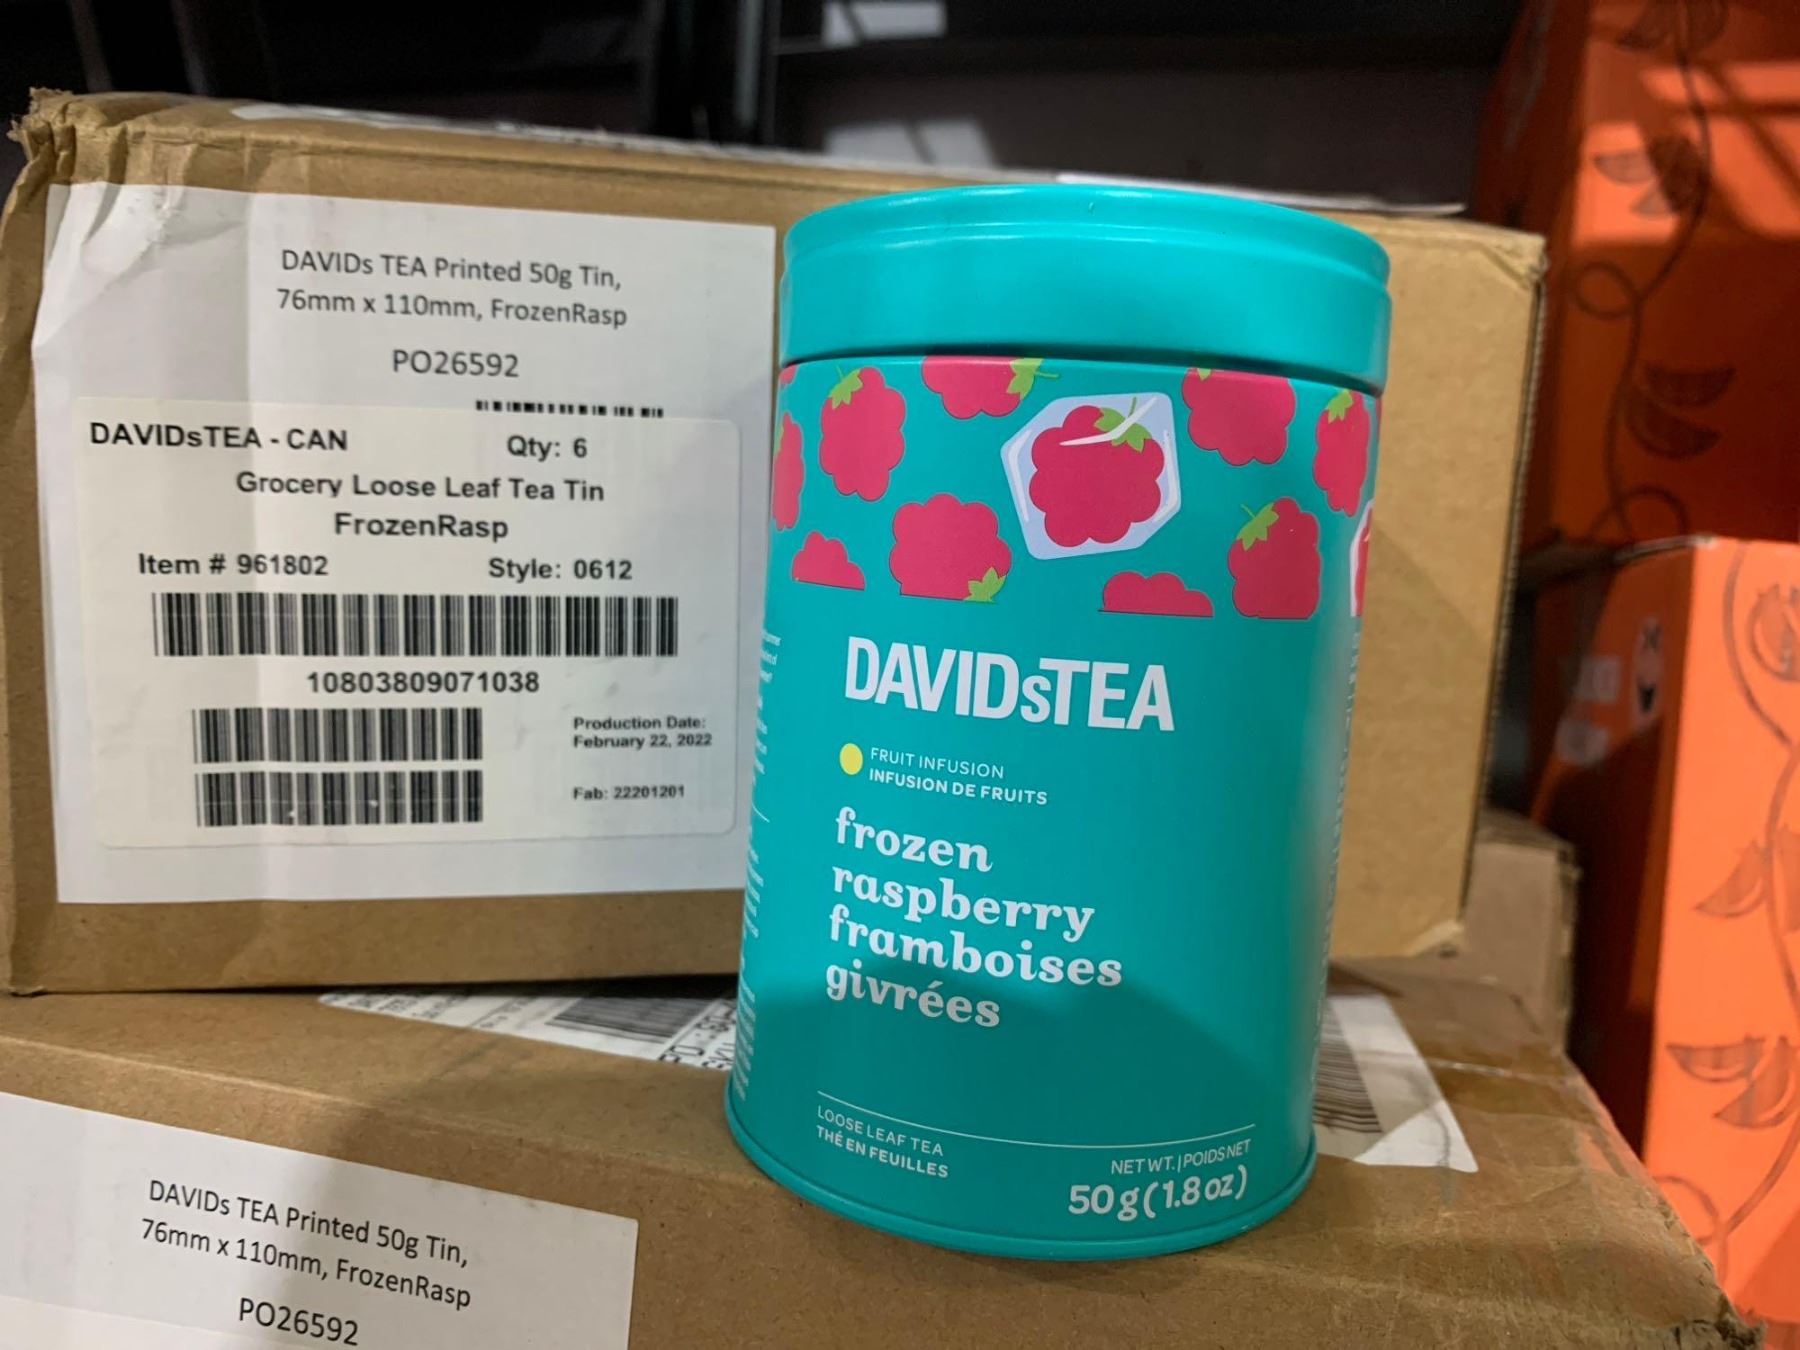 DAVIDs TEA Printed 50g Tin,
76mm x 110mm, FrozenRasp
PO26592
DAVIDsTEA - CAN
Qty: 6
Grocery Loose Leaf Tea Tin
FrozenRasp
Item # 961802
Style: 0612
10803809071038
Production Date:
February 22, 2022
Fab: 22201201
DAVIDsTEA
FRUIT INFUSION
INFUSION DE FRUITS
frozen
raspberry
framboises
givrées
LOOSE LEAF TEA
THÉ EN FEUILLES
NET WT. | POIDS NET
50 g (1.8 oz)
DAVIDs TEA Printed 50g Tin,
76mm x 110mm, FrozenRasp
PO26592